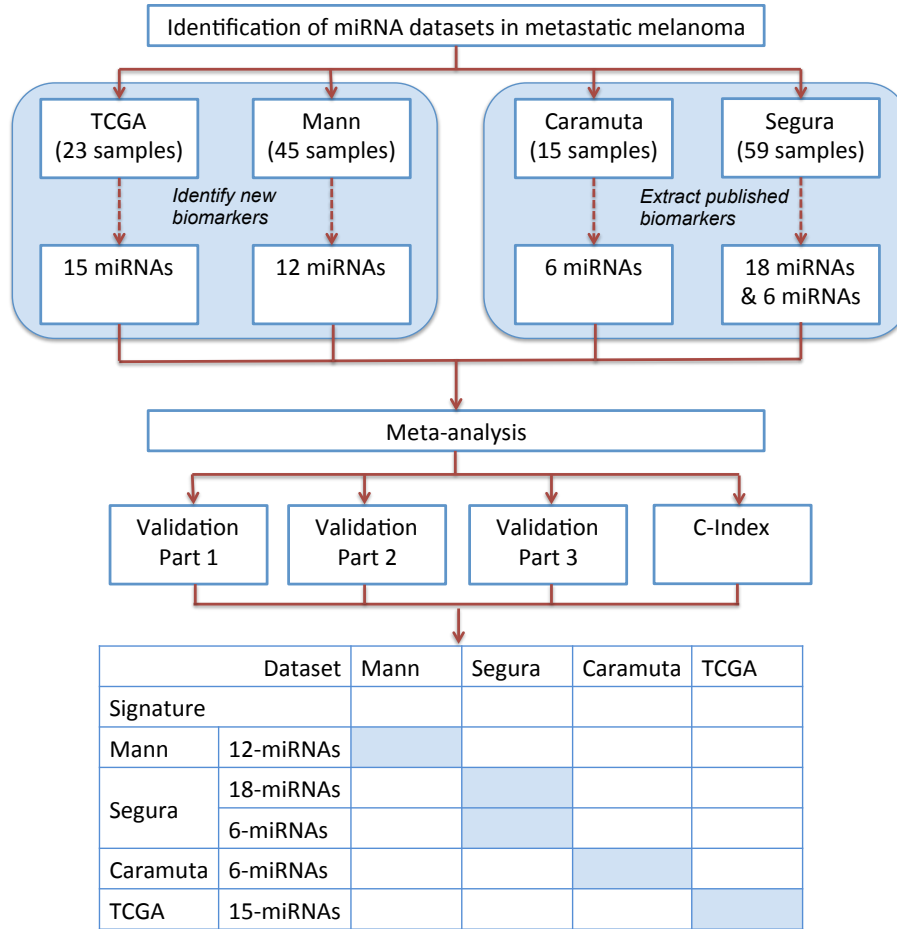 Identification of miRNA datasets in metastatic melanoma
TCGA
(23 samples)
Mann
(45 samples)
Caramuta
(15 samples)
Segura
(59 samples)
Identify new
biomarkers
Extract published
biomarkers
15 miRNAs
12 miRNAs
6 miRNAs
18 miRNAs
& 6 miRNAs
Meta-analysis
Validation
Part 1
Validation
Part 2
Validation
Part 3
C-Index
Dataset Mann Segura Caramuta TCGA
Signature
Mann 12-miRNAs
Segura
18-miRNAs
6-miRNAs
Caramuta 6-miRNAs
TCGA 15-miRNAs